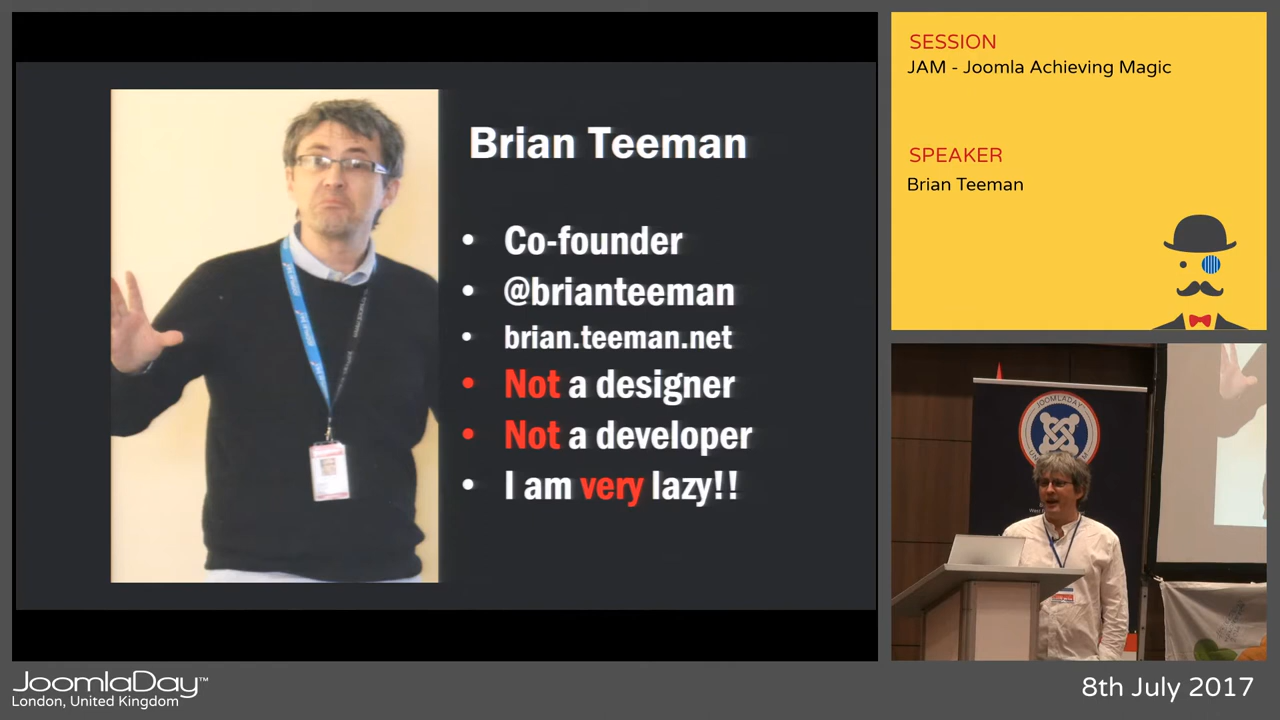 Brian Teeman
• Co-founder
• @brianteeman
• brian.teeman.net
• Not a designer
• Not a developer
• I am very lazy!!
SESSION
JAM - Joomla Achieving Magic
SPEAKER
Brian Teeman
JOOMLADAY
JoomlaDay™
London, United Kingdom
8th July 2017